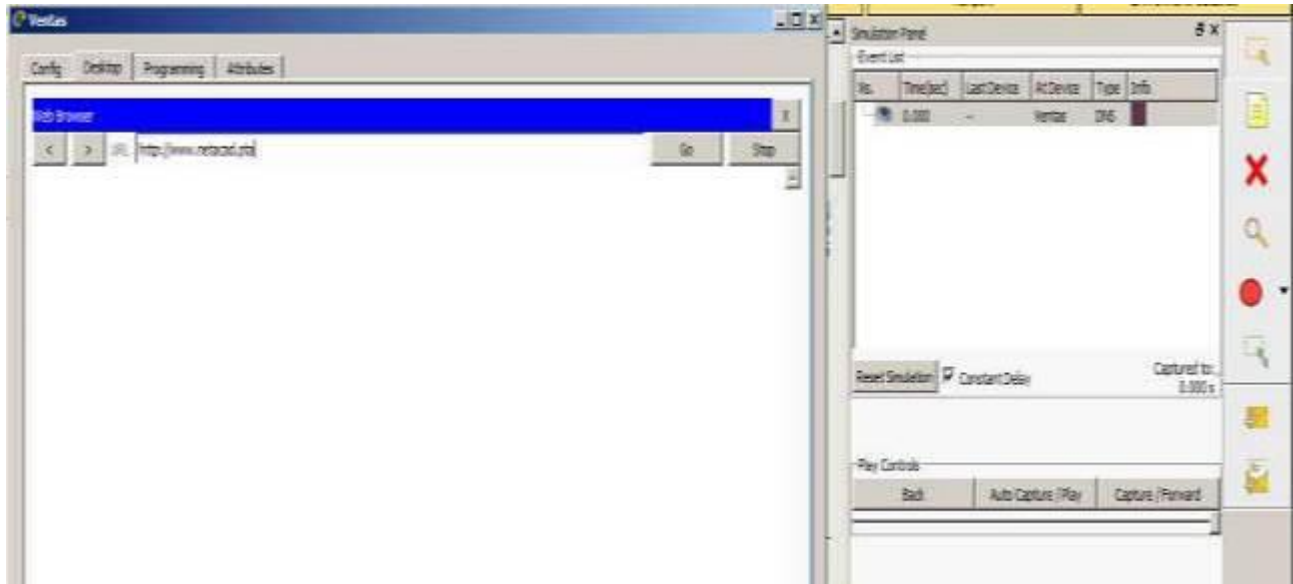 Ventas
Config Desktop Programming Attributes
Web Browser X
< > URL http://www.netacad.pta Go Stop
Simulation Panel
Event List
Vis. Time(sec) Last Device At Device Type Info
0.000 -- Ventas DNS
Reset Simulation Constant Delay Captured to:
0.000 s
Play Controls
Back Auto Capture / Play Capture / Forward